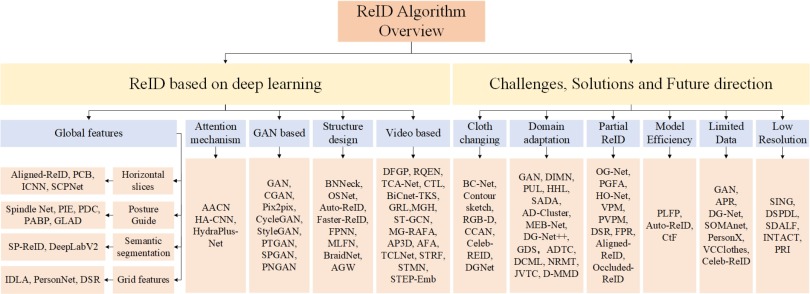 ReID Algorithm
Overview
ReID based on deep learning
Challenges, Solutions and Future direction
Global features
Attention
mechanism
GAN based
Structure
design
Video based
Cloth
changing
Domain
adaptation
Partial
ReID
Model
Efficiency
Limited
Data
Low
Resolution
Aligned-ReID, PCB,
ICNN, SCPNet
Horizontal
slices
Spindle Net, PIE, PDC,
PABP, GLAD
Posture
Guide
SP-ReID, DeepLabV2
Semantic
segmentation
IDLA, PersonNet, DSR
Grid features
AACN
HA-CNN,
HydraPlus-
Net
GAN,
CGAN,
Pix2pix,
CycleGAN,
StyleGAN,
PTGAN,
SPGAN,
PNGAN
BNNeck,
OSNet,
Auto-ReID,
Faster-ReID,
FPNN,
MLFN,
BraidNet,
AGW
DFGP, RQEN,
TCA-Net, CTL,
BiCnet-TKS,
GRL,MGH,
ST-GCN,
MG-RAFA,
AP3D, AFA,
TCLNet, STRF,
STMN,
STEP-Emb
BC-Net,
Contour
sketch,
RGB-D,
CCAN,
Celeb-
REID,
DGNet
GAN, DIMN,
PUL, HHL,
SADA,
AD-Cluster,
MEB-Net,
DG-Net++,
GDS, ADTC,
DCML, NRMT,
JVTC, D-MMD
OG-Net,
PGFA,
HO-Net,
VPM,
PVPM,
DSR, FPR,
Aligned-
ReID,
Occluded-
ReID
PLFP,
Auto-ReID,
CtF
GAN,
APR,
DG-Net,
SOMAnet,
PersonX,
VCClothes,
Celeb-ReID
SING,
DSPDL,
SDALF,
INTACT,
PRI